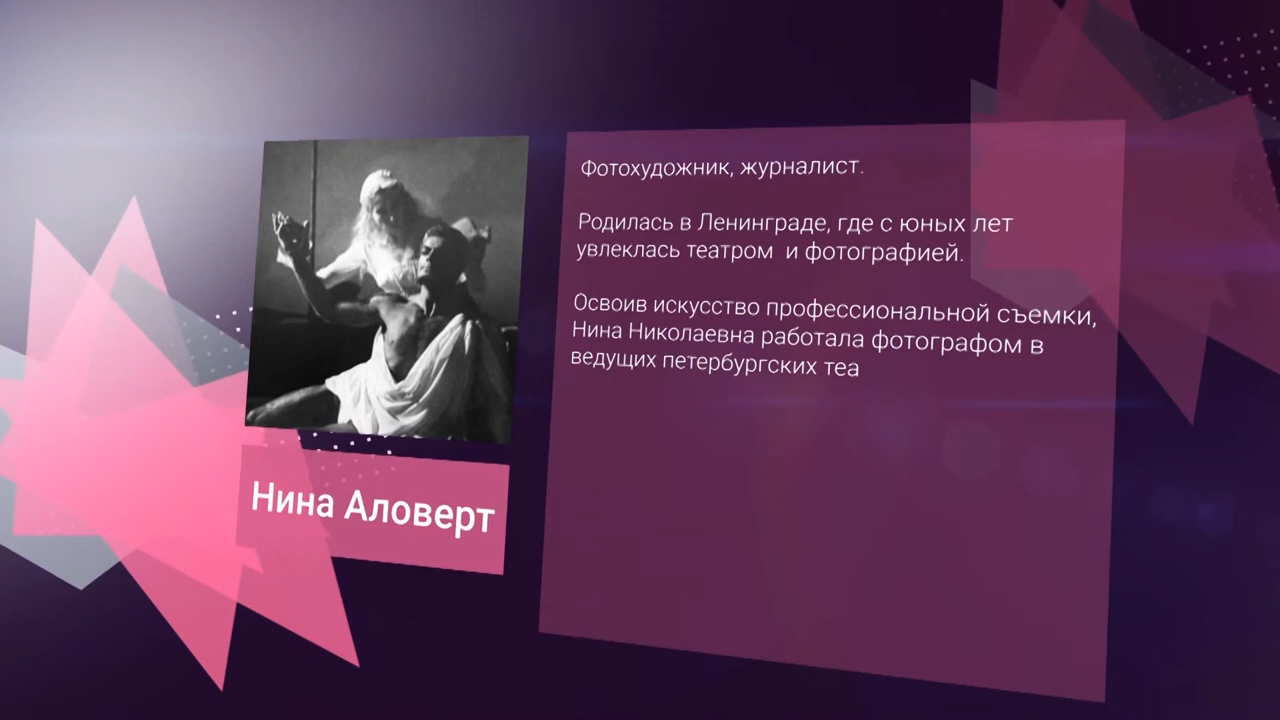 Фотохудожник, журналист.
Родилась в Ленинграде, где с юных лет
увлеклась театром и фотографией.
Освоив искусство профессиональной съемки,
Нина Николаевна работала фотографом в
ведущих петербургских теа
Нина Аловерт